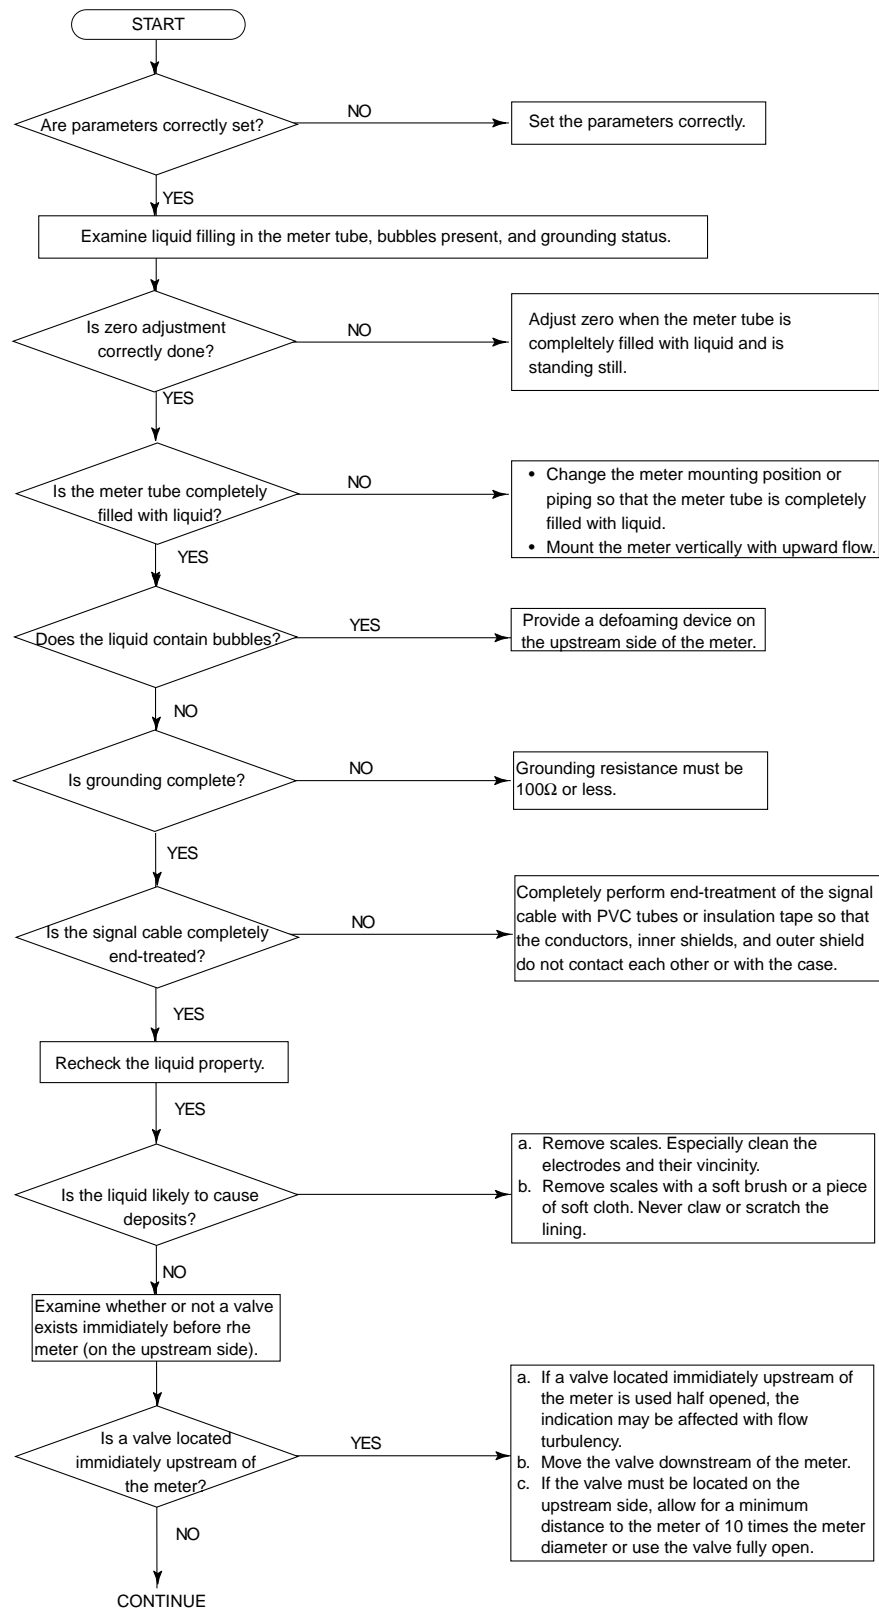 START
Are parameters correctly set?
NO
Set the parameters correctly.
YES
Examine liquid filling in the meter tube, bubbles present, and grounding status.
Is zero adjustment
correctly done?
NO
Adjust zero when the meter tube is
compleltely filled with liquid and is
standing still.
YES
Is the meter tube completely
filled with liquid?
NO
• Change the meter mounting position or
piping so that the meter tube is completely
filled with liquid.
• Mount the meter vertically with upward flow.
YES
Does the liquid contain bubbles?
YES
Provide a defoaming device on
the upstream side of the meter.
NO
Is grounding complete?
NO
Grounding resistance must be
100Ω or less.
YES
Is the signal cable completely
end-treated?
NO
Completely perform end-treatment of the signal
cable with PVC tubes or insulation tape so that
the conductors, inner shields, and outer shield
do not contact each other or with the case.
YES
Recheck the liquid property.
YES
Is the liquid likely to cause
deposits?
a. Remove scales. Especially clean the
electrodes and their vincinity.
b. Remove scales with a soft brush or a piece
of soft cloth. Never claw or scratch the
lining.
NO
Examine whether or not a valve
exists immidiately before rhe
meter (on the upstream side).
Is a valve located
immidiately upstream of
the meter?
YES
a. If a valve located immidiately upstream of
the meter is used half opened, the
indication may be affected with flow
turbulency.
b. Move the valve downstream of the meter.
c. If the valve must be located on the
upstream side, allow for a minimum
distance to the meter of 10 times the meter
diameter or use the valve fully open.
NO
CONTINUE